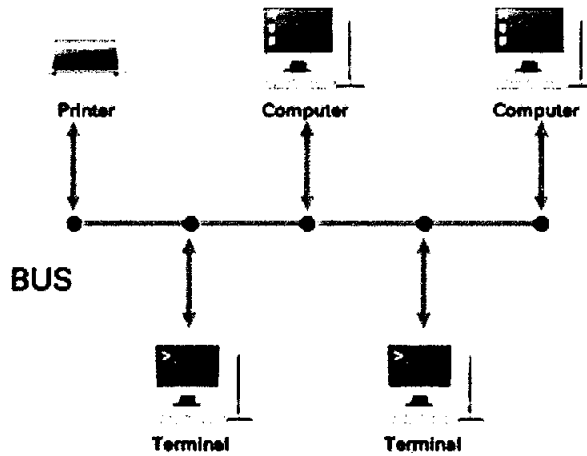 Printer
Computer
Computer
BUS
>
>
Terminal
Terminal